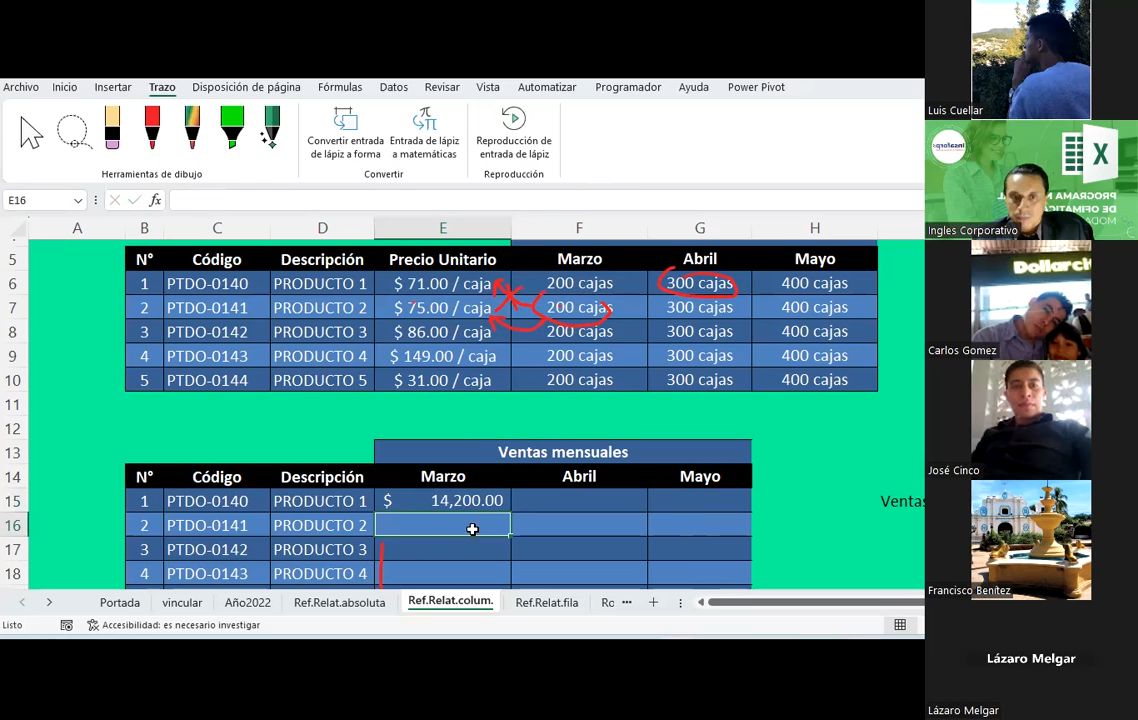 Archivo Inicio Insertar Trazo Disposición de página Fórmulas Datos Revisar Vista Automatizar Programador Ayuda Power Pivot
Convertir entrada de lápiz a forma
Entrada de lápiz a matemáticas
Reproducción de entrada de lápiz
Herramientas de dibujo Convertir Reproducción
E16 fx
A B C D E F G H
5 N° Código Descripción Precio Unitario Marzo Abril Mayo
6 1 PTDO-0140 PRODUCTO 1 $ 71.00 / caja 200 cajas 300 cajas 400 cajas
7 2 PTDO-0141 PRODUCTO 2 $ 75.00 / caja 200 cajas 300 cajas 400 cajas
8 3 PTDO-0142 PRODUCTO 3 $ 86.00 / caja 200 cajas 300 cajas 400 cajas
9 4 PTDO-0143 PRODUCTO 4 $ 149.00 / caja 200 cajas 300 cajas 400 cajas
10 5 PTDO-0144 PRODUCTO 5 $ 31.00 / caja 200 cajas 300 cajas 400 cajas
11
12
13 Ventas mensuales
14 N° Código Descripción Marzo Abril Mayo
15 1 PTDO-0140 PRODUCTO 1 $ 14,200.00 Ventas
16 2 PTDO-0141 PRODUCTO 2
17 3 PTDO-0142 PRODUCTO 3
18 4 PTDO-0143 PRODUCTO 4
Portada vincular Año2022 Ref.Relat.absoluta Ref.Relat.colum. Ref.Relat.fila Ro ...
Listo Accesibilidad: es necesario investigar
Luis Cuellar
Insaforp
X
PROGRAMA N
DE OFIMÁTICA
MODA
Ingles Corporativo
Dollarcit
Carlos Gomez
José Cinco
Francisco Benítez
Lázaro Melgar
Lázaro Melgar